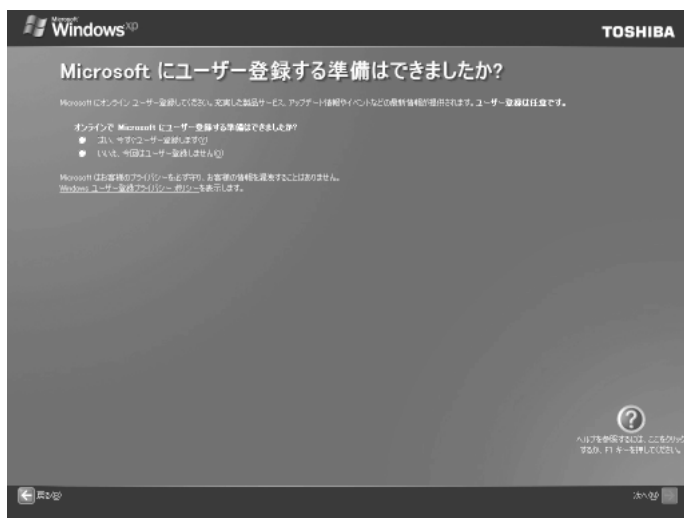 Microsoft
Windows xp
TOSHIBA
Microsoft にユーザー登録する準備はできましたか?
Microsoft にオンライン ユーザー登録してください。充実した製品サービス、アップデート情報やイベントなどの最新情報が提供されます。ユーザー登録は任意です。
オンラインで Microsoft にユーザー登録する準備はできましたか?
はい、今すぐユーザー登録します(Y)
いいえ、今回はユーザー登録しません(O)
Microsoft はお客様のプライバシーを必ず守り、お客様の情報を漏洩することはありません。
Windows ユーザー登録プライバシー ポリシーを表示します。
ヘルプを参照するには、ここをクリック
するか、F1 キーを押してください。
戻る(B)
次へ(N)